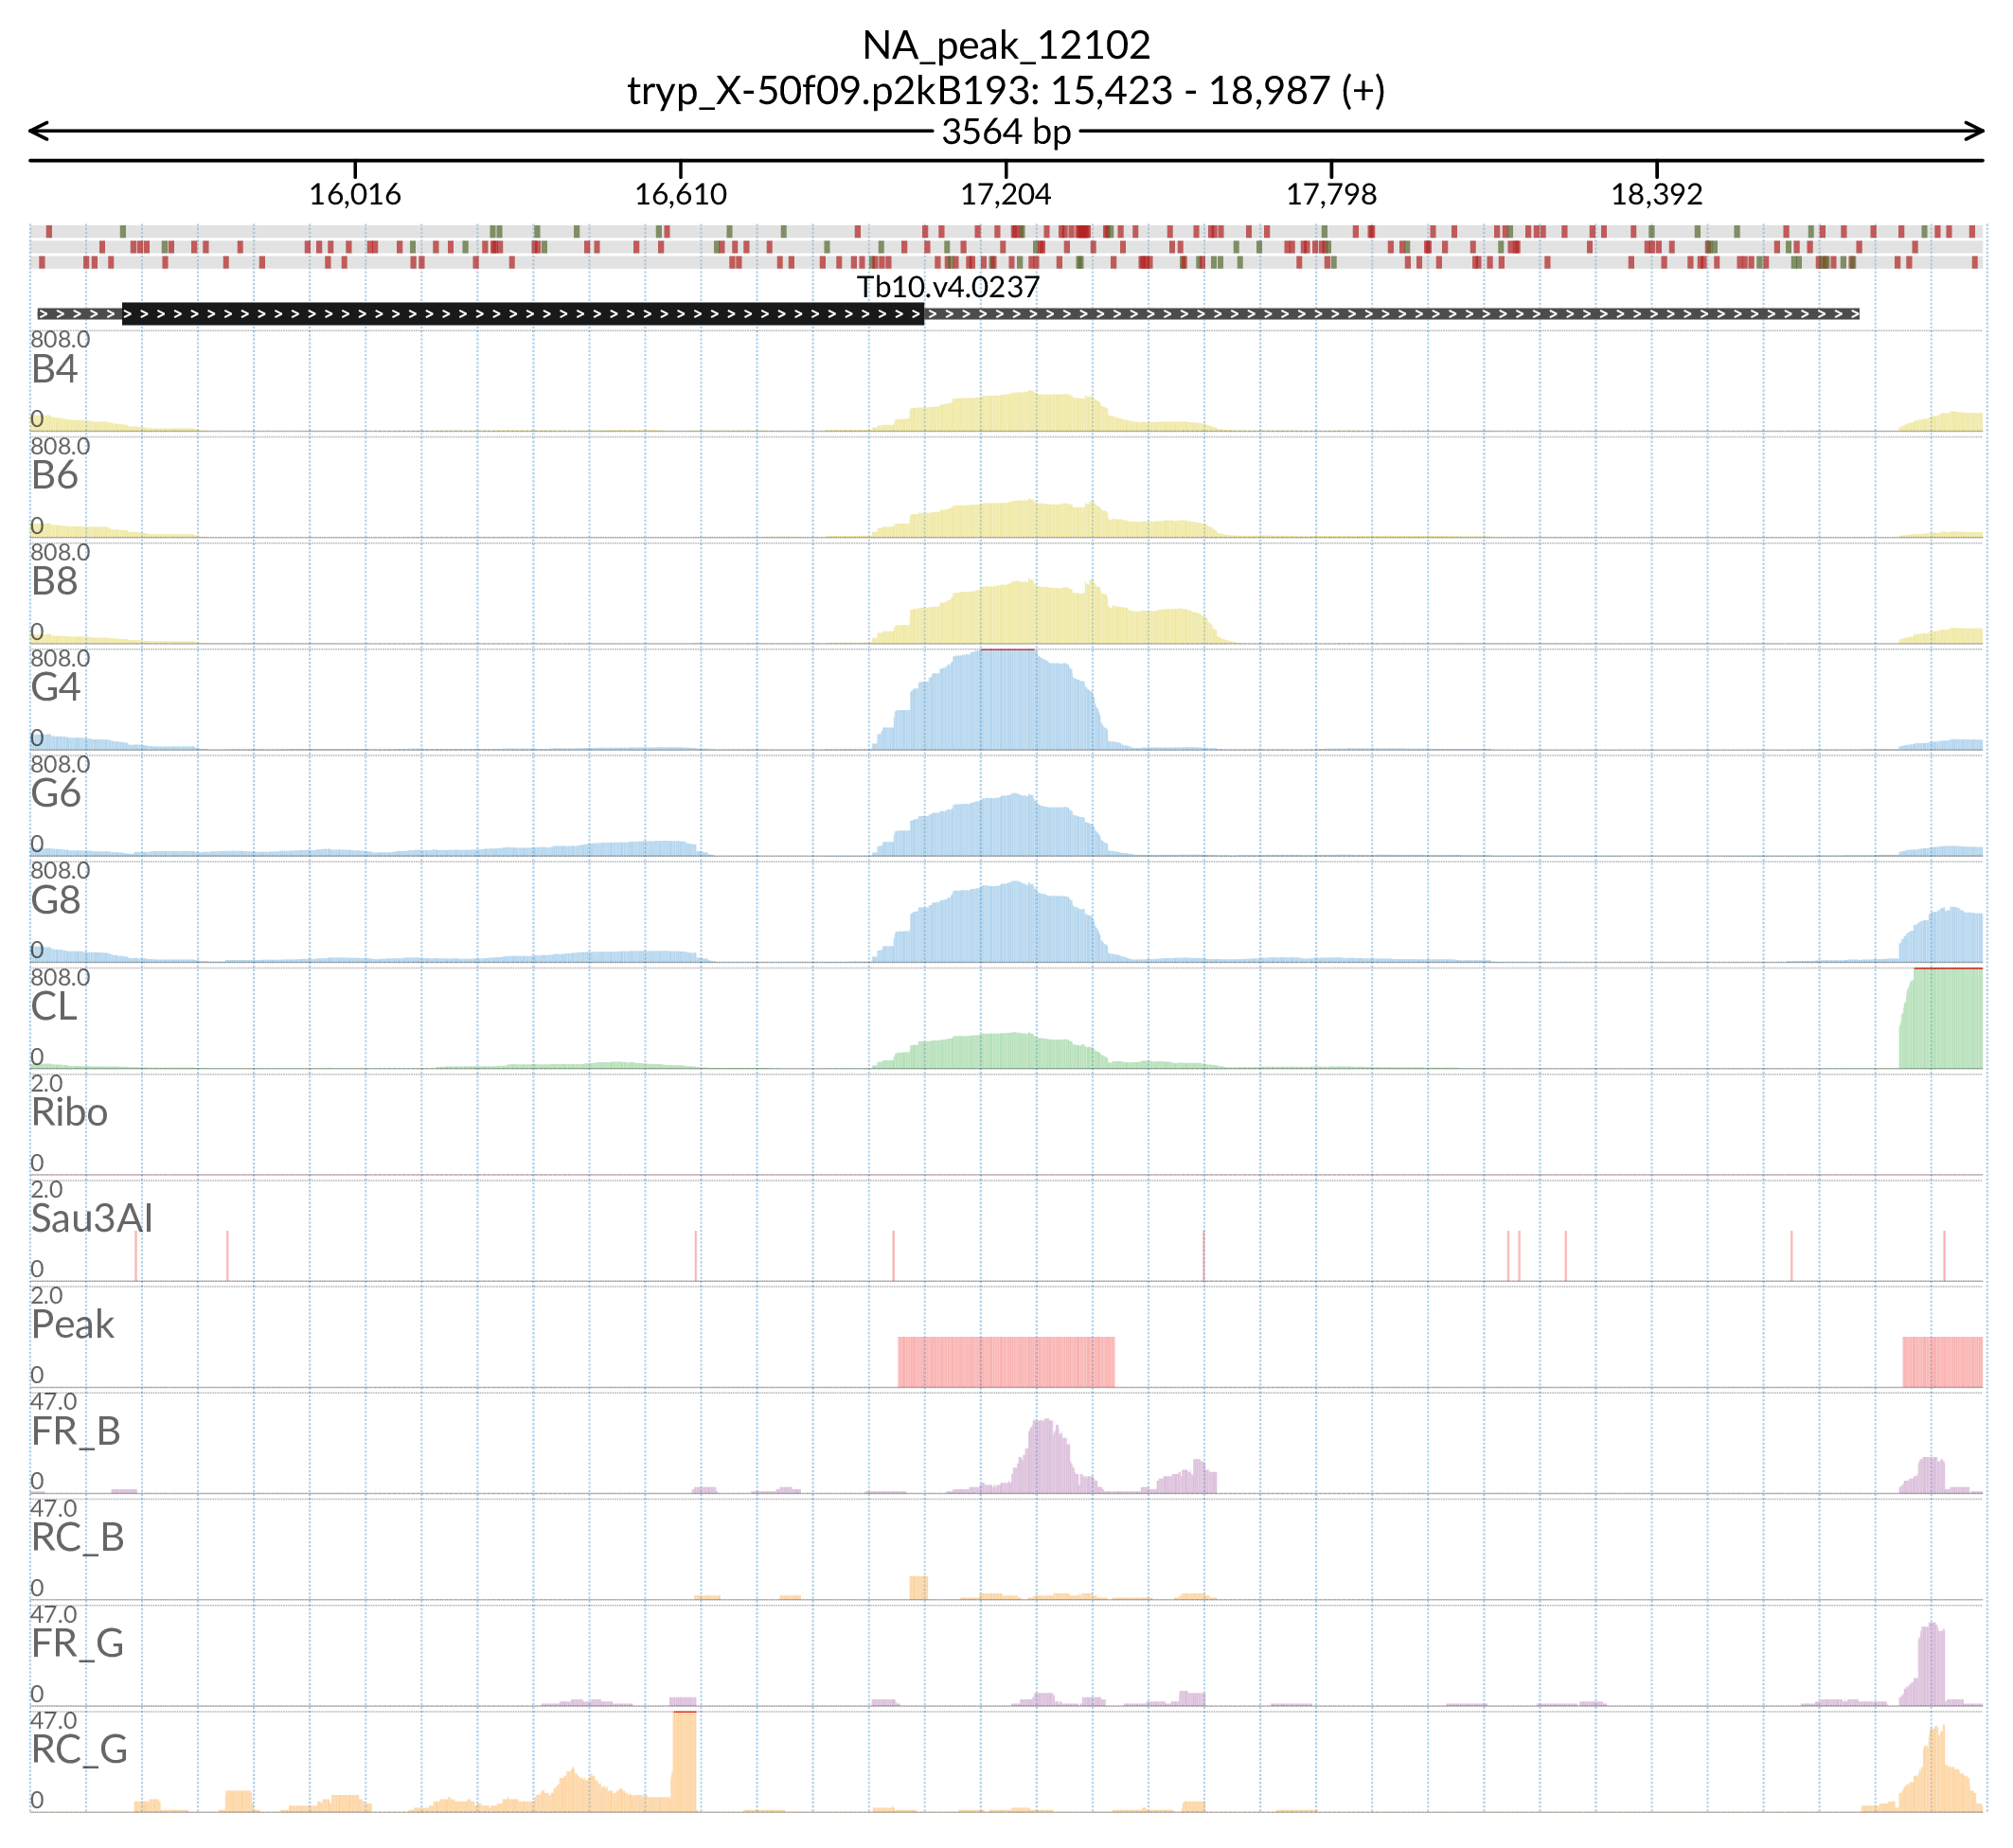 NA_peak_12102
tryp_X-50f09.p2kB193: 15,423 - 18,987 (+)
3564 bp
16,016 16,610 17,204 17,798 18,392
Tb10.v4.0237
808.0
B4
0
808.0
B6
0
808.0
B8
0
808.0
G4
0
808.0
G6
0
808.0
G8
0
808.0
CL
0
2.0
Ribo
0
2.0
Sau3AI
0
2.0
Peak
0
47.0
FR_B
0
47.0
RC_B
0
47.0
FR_G
0
47.0
RC_G
0